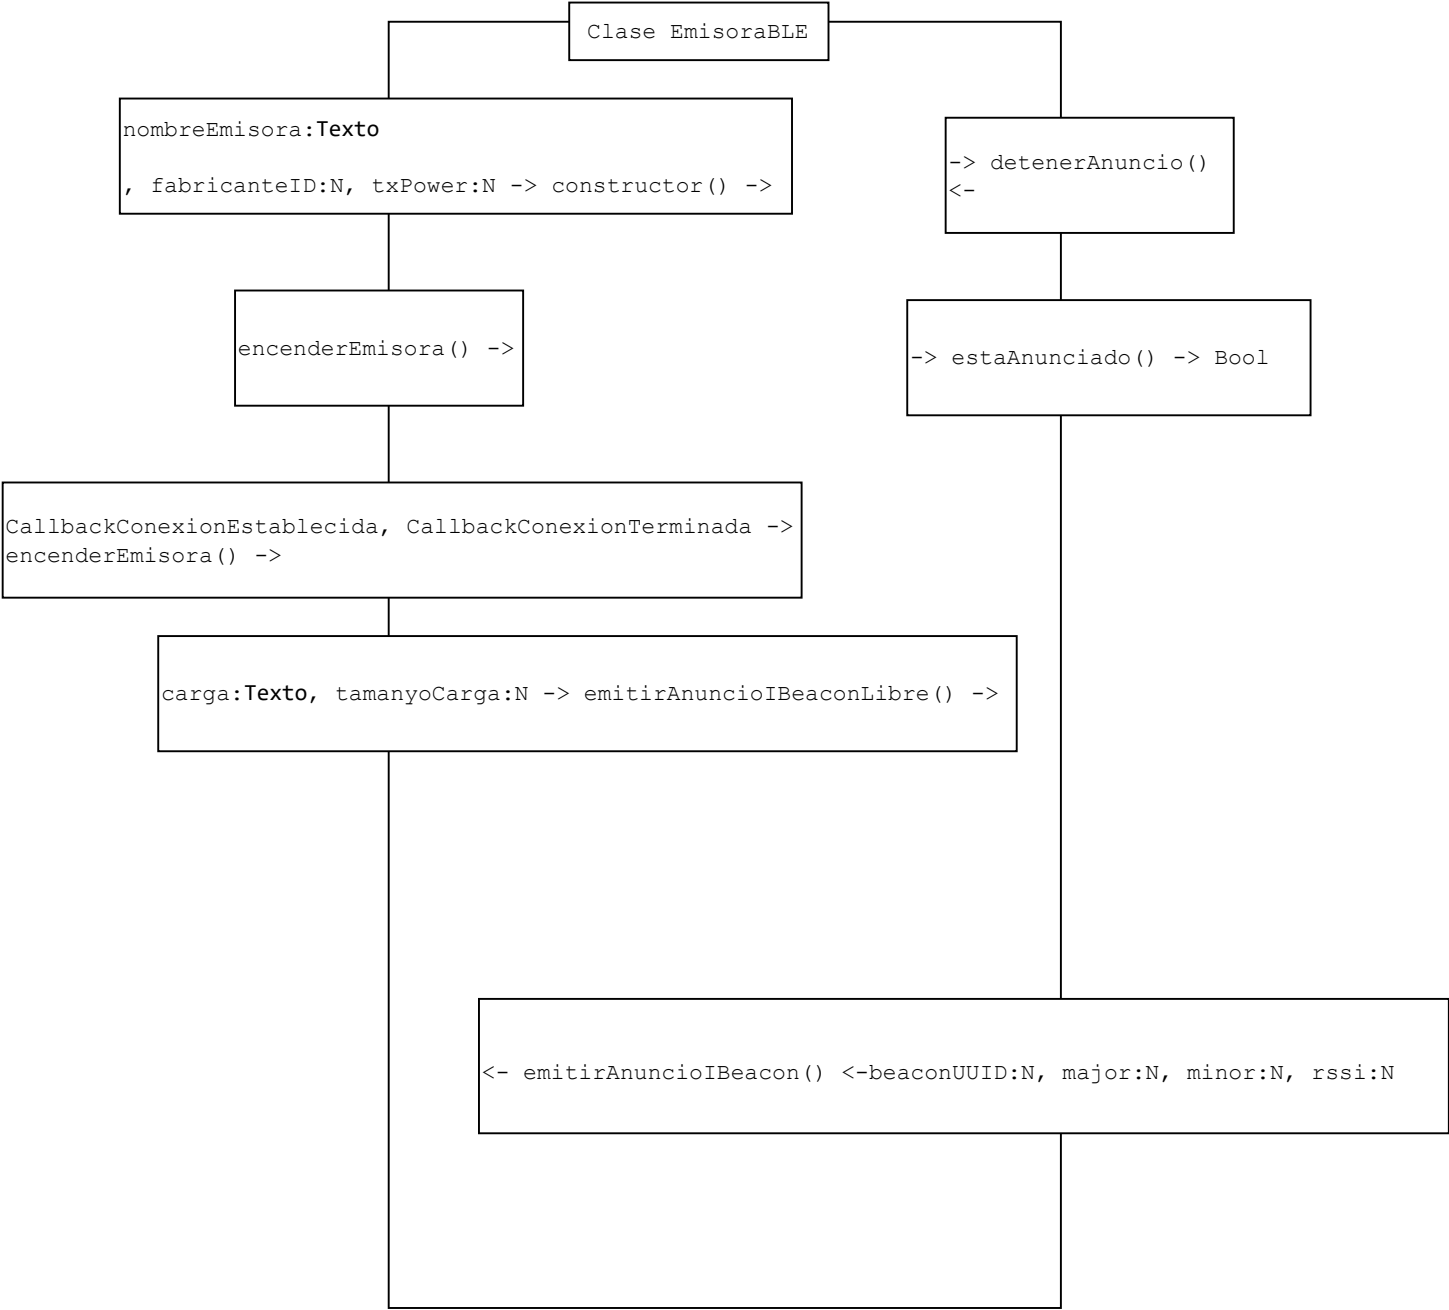 Clase EmisoraBLE
nombreEmisora:Texto
, fabricanteID:N, txPower:N -> constructor() ->
-> detenerAnuncio()
<-
encenderEmisora() ->
-> estaAnunciado() -> Bool
CallbackConexionEstablecida, CallbackConexionTerminada ->
encenderEmisora() ->
carga:Texto, tamanyoCarga:N -> emitirAnuncioIBeaconLibre() ->
<- emitirAnuncioIBeacon() <-beaconUUID:N, major:N, minor:N, rssi:N